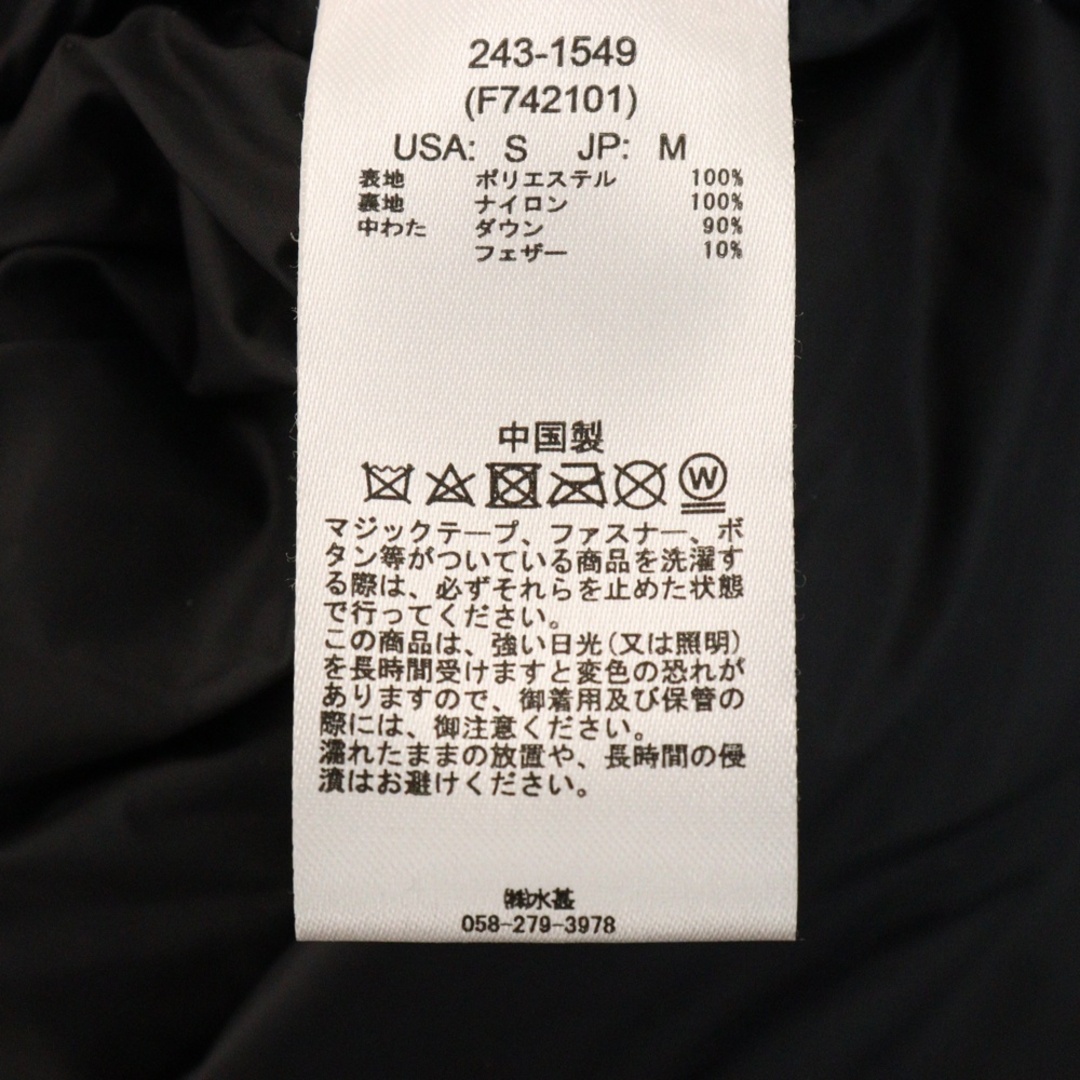 243-1549
(F742101)
USA: S JP: M
表地 ポリエステル 100%
裏地 ナイロン 100%
中わた ダウン 90%
フェザー 10%
中国製
W
マジックテープ、ファスナー、ボ
タン等がついている商品を洗濯す
る際は、必ずそれらを止めた状態
で行ってください。
この商品は、強い日光(又は照明)
を長時間受けますと変色の恐れが
ありますので、御着用及び保管の
際には、御注意ください。
濡れたままの放置や、長時間の侵
漬はお避けください。
㈱水甚
058-279-3978